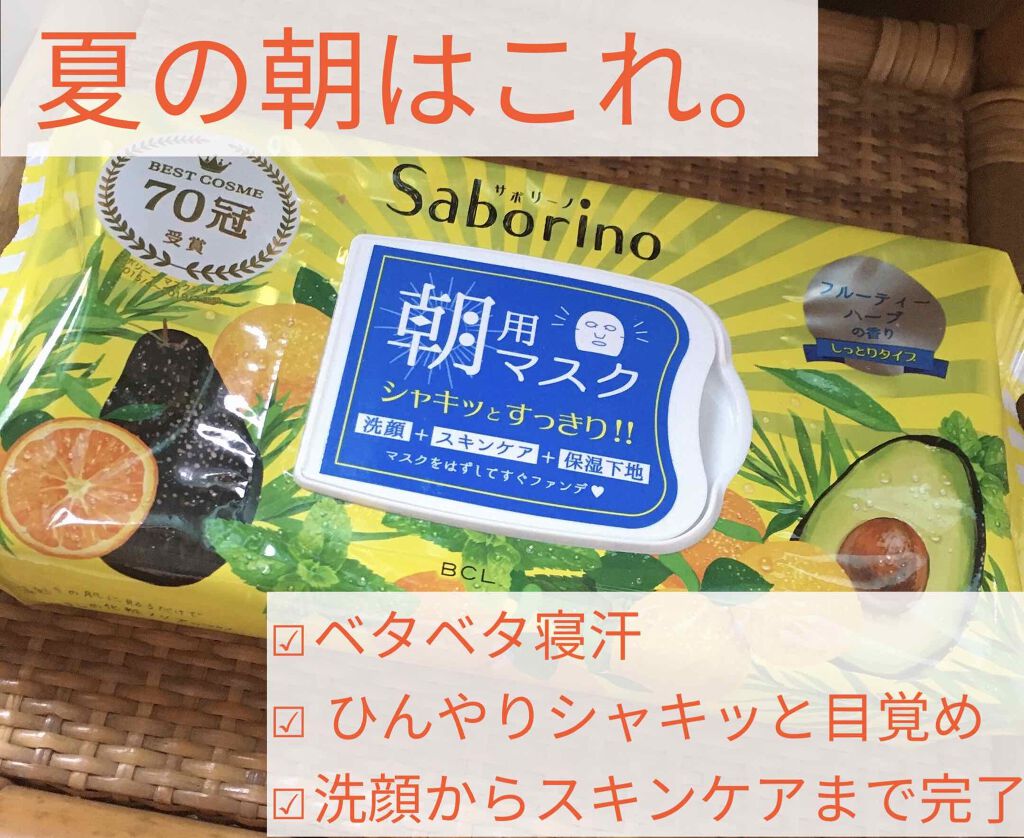 夏の朝はこれ。
BEST COSME
70冠
受賞
サボリーノ
Saborino
フルーティー
ハーブ
の香り
しっとりタイプ
朝用
マスク
シャキッとすっきり!!
洗顔+スキンケア+保湿下地
マスクをはずしてすぐファンデ♥
BCL.
☑ベタベタ寝汗
☑ ひんやりシャキッと目覚め
☑洗顔からスキンケアまで完了